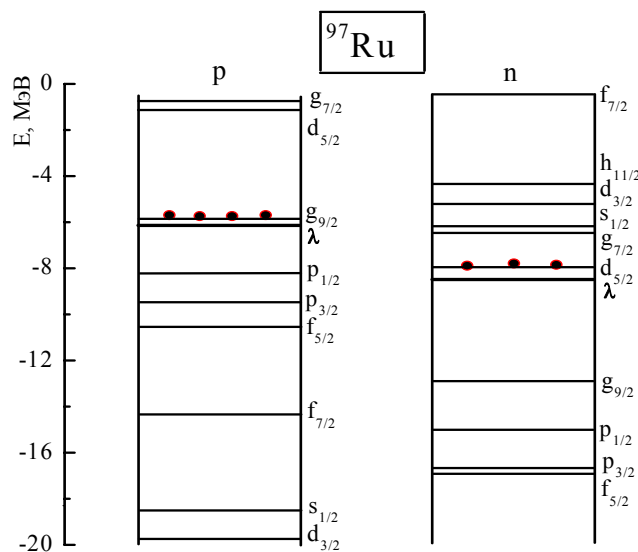 ⁹⁷Ru
p
n
E, МэВ
0
-4
-8
-12
-16
-20
g₇/₂
d₅/₂
g₉/₂
λ
p₁/₂
p₃/₂
f₅/₂
f₇/₂
s₁/₂
d₃/₂
f₇/₂
h₁₁/₂
d₃/₂
s₁/₂
g₇/₂
d₅/₂
λ
g₉/₂
p₁/₂
p₃/₂
f₅/₂